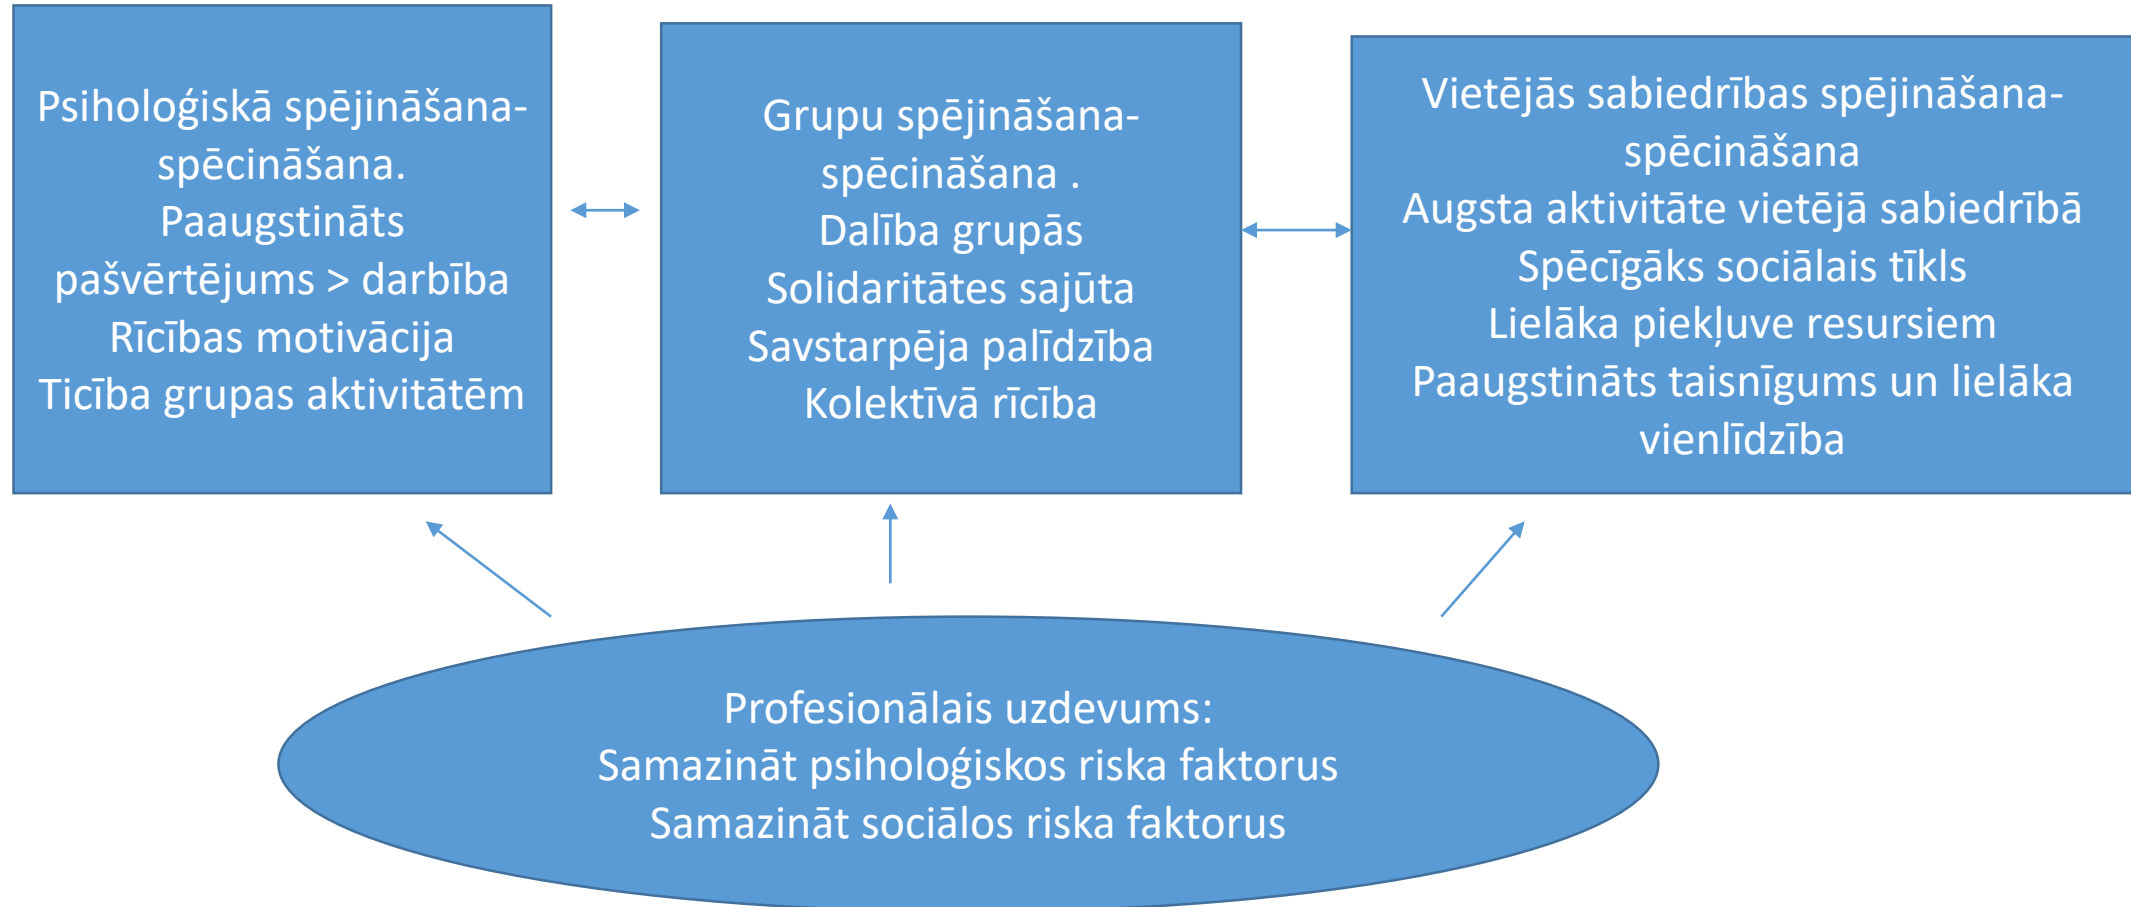 Psiholoģiskā spējināšana-
spēcināšana.
Paaugstināts
pašvērtējums > darbība
Rīcības motivācija
Ticība grupas aktivitātēm
Grupu spējināšana-
spēcināšana .
Dalība grupās
Solidaritātes sajūta
Savstarpēja palīdzība
Kolektīvā rīcība
Vietējās sabiedrības spējināšana-
spēcināšana
Augsta aktivitāte vietējā sabiedrībā
Spēcīgāks sociālais tīkls
Lielāka piekļuve resursiem
Paaugstināts taisnīgums un lielāka
vienlīdzība
Profesionālais uzdevums:
Samazināt psiholoģiskos riska faktorus
Samazināt sociālos riska faktorus